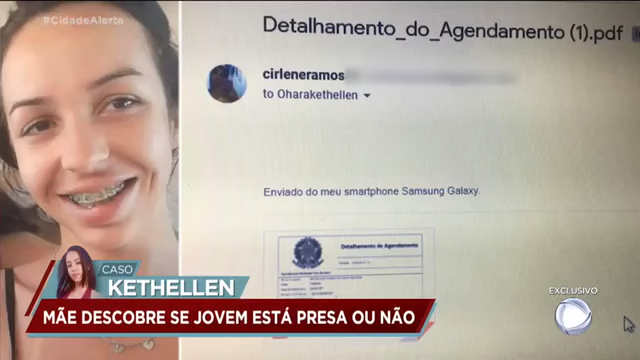 #CidadeAlerta
Detalhamento_do_Agendamento (1).pdf
cirleneramos
to Oharakethellen
Enviado do meu smartphone Samsung Galaxy.
Detalhamento de Agendamento
CASO
KETHELLEN
MÃE DESCOBRE SE JOVEM ESTÁ PRESA OU NÃO
EXCLUSIVO